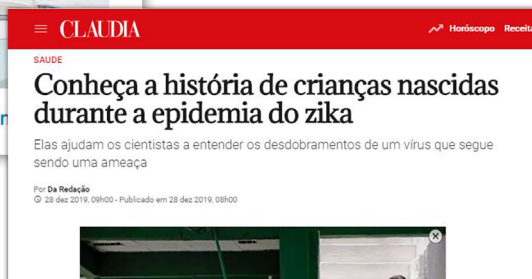 CLAUDIA
Horóscopo
SAÚDE
Conheça a história de crianças nascidas
durante a epidemia do zika
Elas ajudam os cientistas a entender os desdobramentos de um vírus que segue
sendo uma ameaça
Por Da Redação
28 dez 2019, 09h00 - Publicado em 28 dez 2019, 08h00